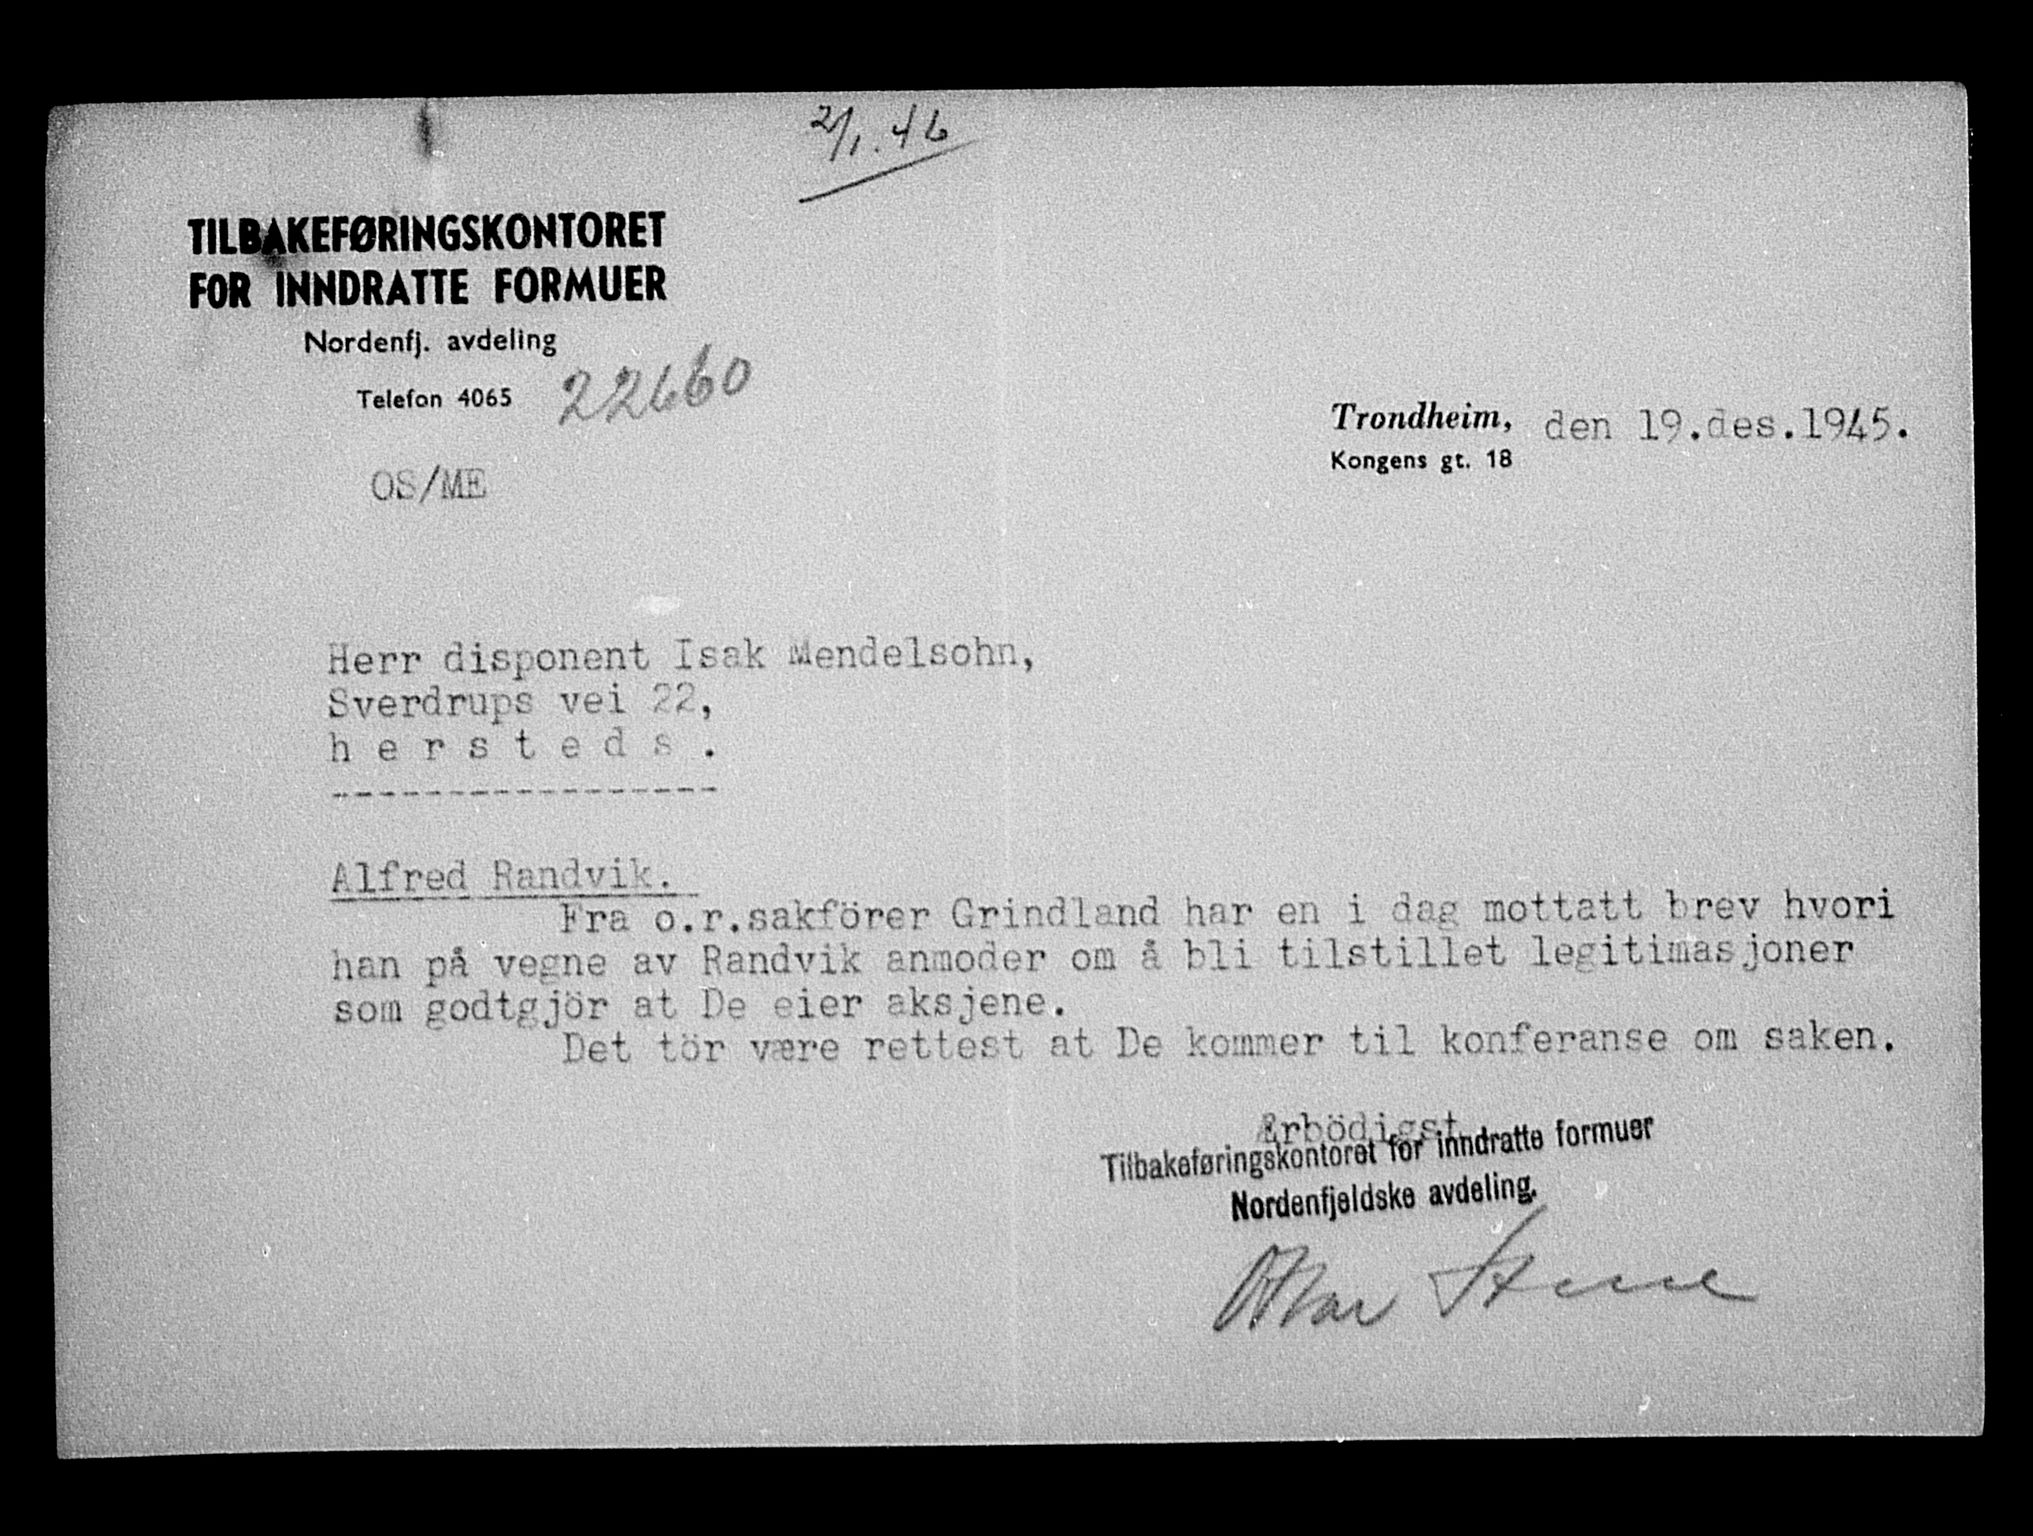 2/1. 46
TILBAKEFØRINGSKONTORET
FOR INNDRATTE FORMUER
Nordenfj. avdeling
Telefon 4065 22660
Trondheim, den 19.des.1945.
Kongens gt. 18
OS/ME
Herr disponent Isak Mendelsohn,
Sverdrups vei 22,
h e r s t e d s .
-----------------
Alfred Randvik.
Fra o.r.sakförer Grindland har en i dag mottatt brev hvori
han på vegne av Randvik anmoder om å bli tilstillet legitimasjoner
som godtgjör at De eier aksjene.
Det tör være rettest at De kommer til konferanse om saken.
Ærbödigst
Tilbakeføringskontoret for inndratte formuer
Nordenfjeldske avdeling.
Ottar